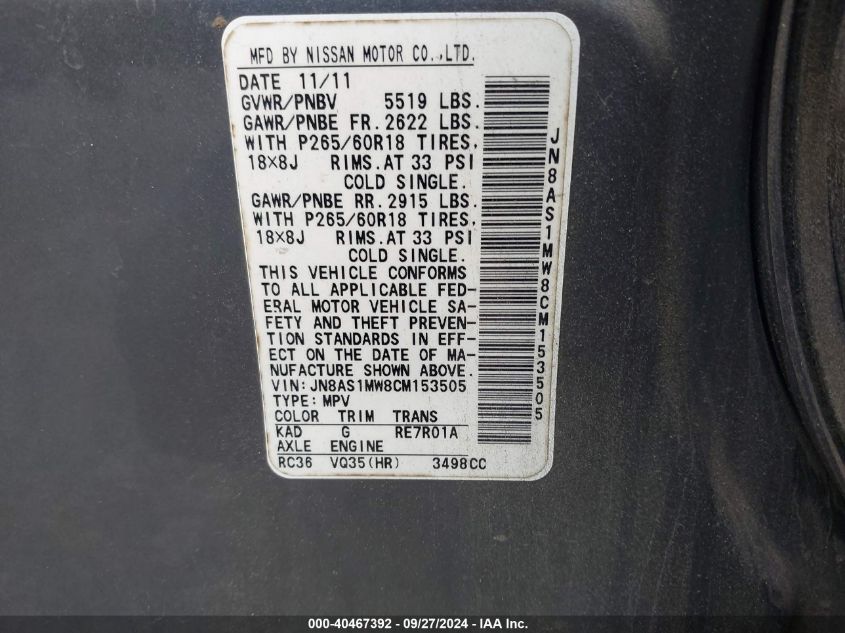 MFD BY NISSAN MOTOR CO.,LTD.
DATE 11/11
GVWR/PNBV 5519 LBS.
GAWR/PNBE FR. 2622 LBS.
WITH P265/60R18 TIRES,
18×8J RIMS.AT 33 PSI
COLD SINGLE.
GAWR/PNBE RR. 2915 LBS.
WITH P265/60R18 TIRES,
18×8J RIMS.AT 33 PSI
COLD SINGLE.
THIS VEHICLE CONFORMS
TO ALL APPLICABLE FED-
ERAL MOTOR VEHICLE SA-
FETY AND THEFT PREVEN-
TION STANDARDS IN EFF-
ECT ON THE DATE OF MA-
NUFACTURE SHOWN ABOVE.
VIN:JN8AS1MW8CM153505
TYPE:MPV
COLOR TRIM TRANS
KAD G RE7R01A
AXLE ENGINE
RC36 VQ35(HR) 3498CC
JN8AS1MW8CM153505
000-40467392 - 09/27/2024 - IAA Inc.